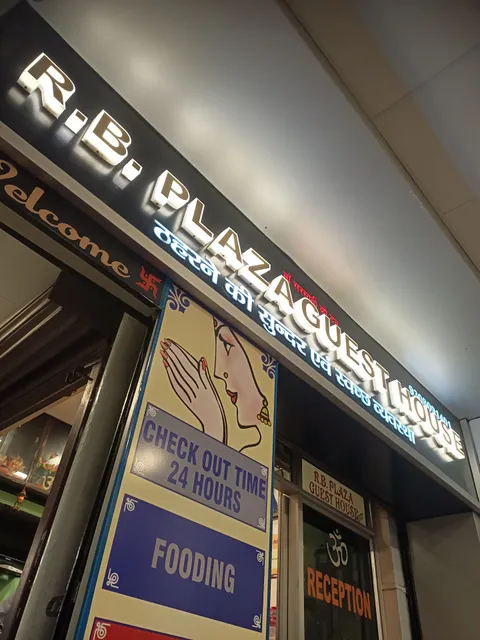 R.B. PLAZA GUEST HOUSE
ठहरने की सुन्दर एवं स्वच्छ व्यवस्था
Welcome
CHECK OUT TIME
24 HOURS
FOODING
R.B. PLAZA
GUEST HOUSE
ॐ
RECEPTION